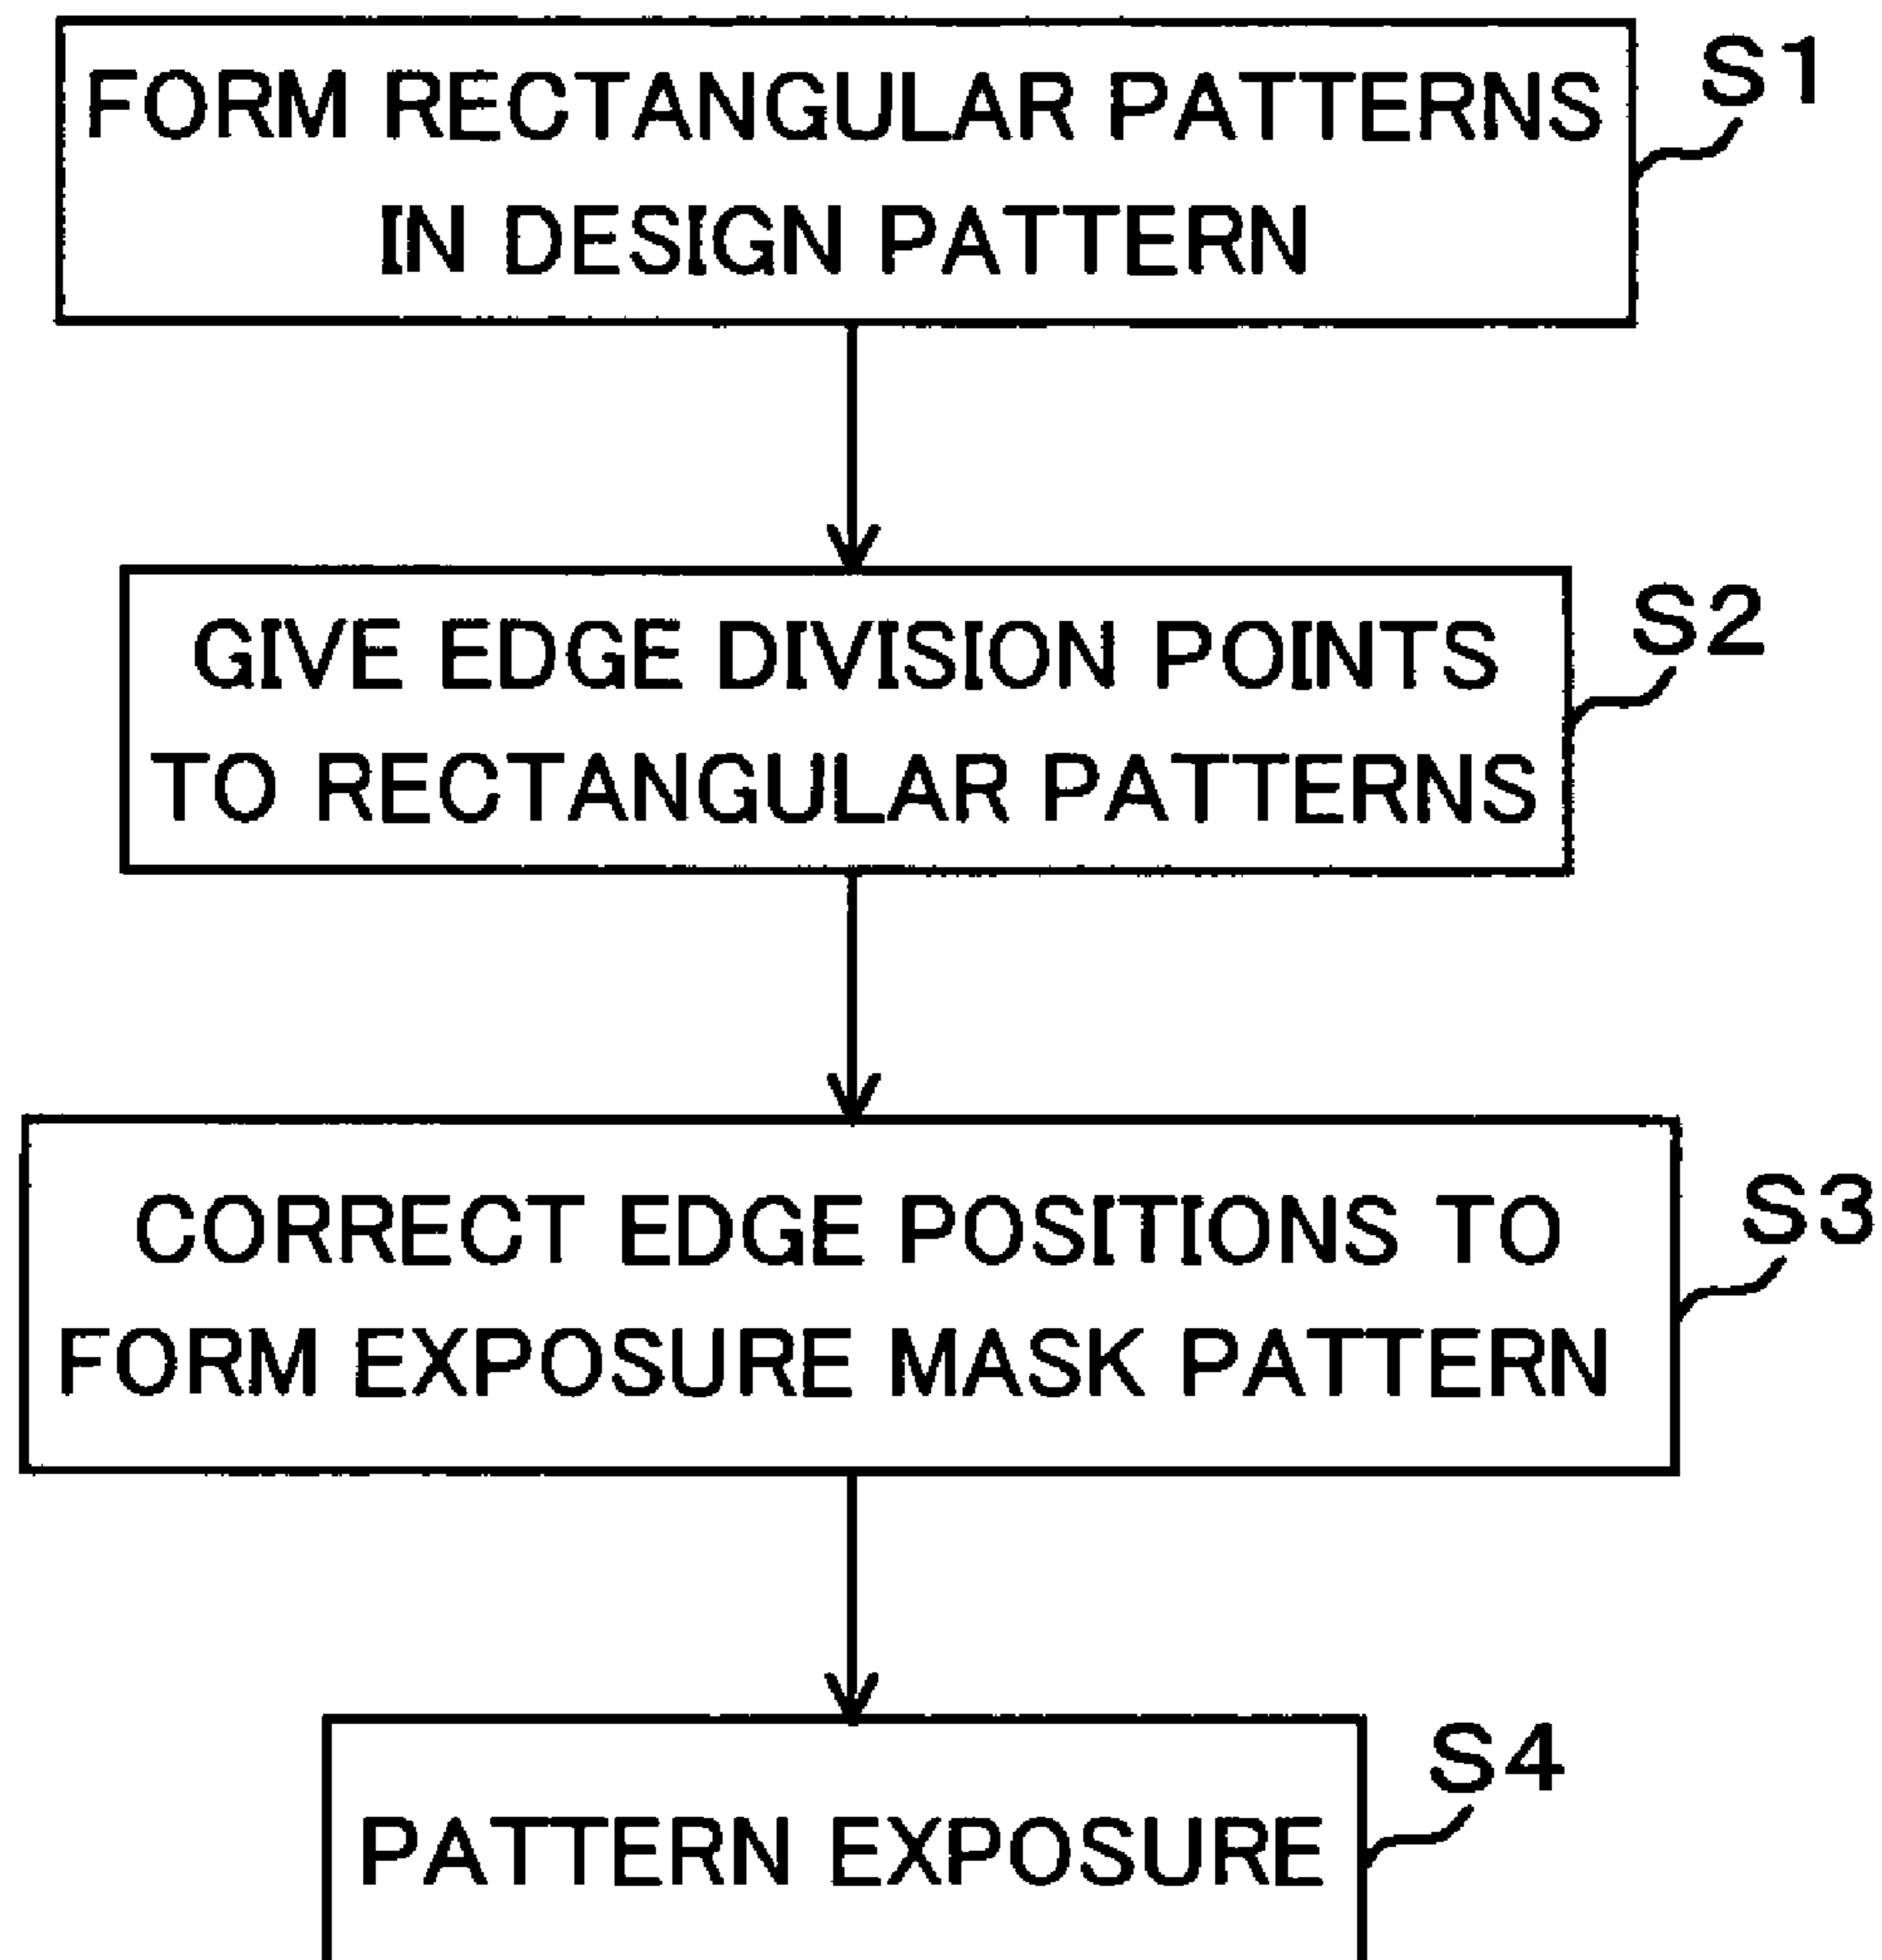 FORM RECTANGULAR PATTERNS
IN DESIGN PATTERN
S1
GIVE EDGE DIVISION POINTS
TO RECTANGULAR PATTERNS
S2
CORRECT EDGE POSITIONS TO
FORM EXPOSURE MASK PATTERN
S3
PATTERN EXPOSURE
S4